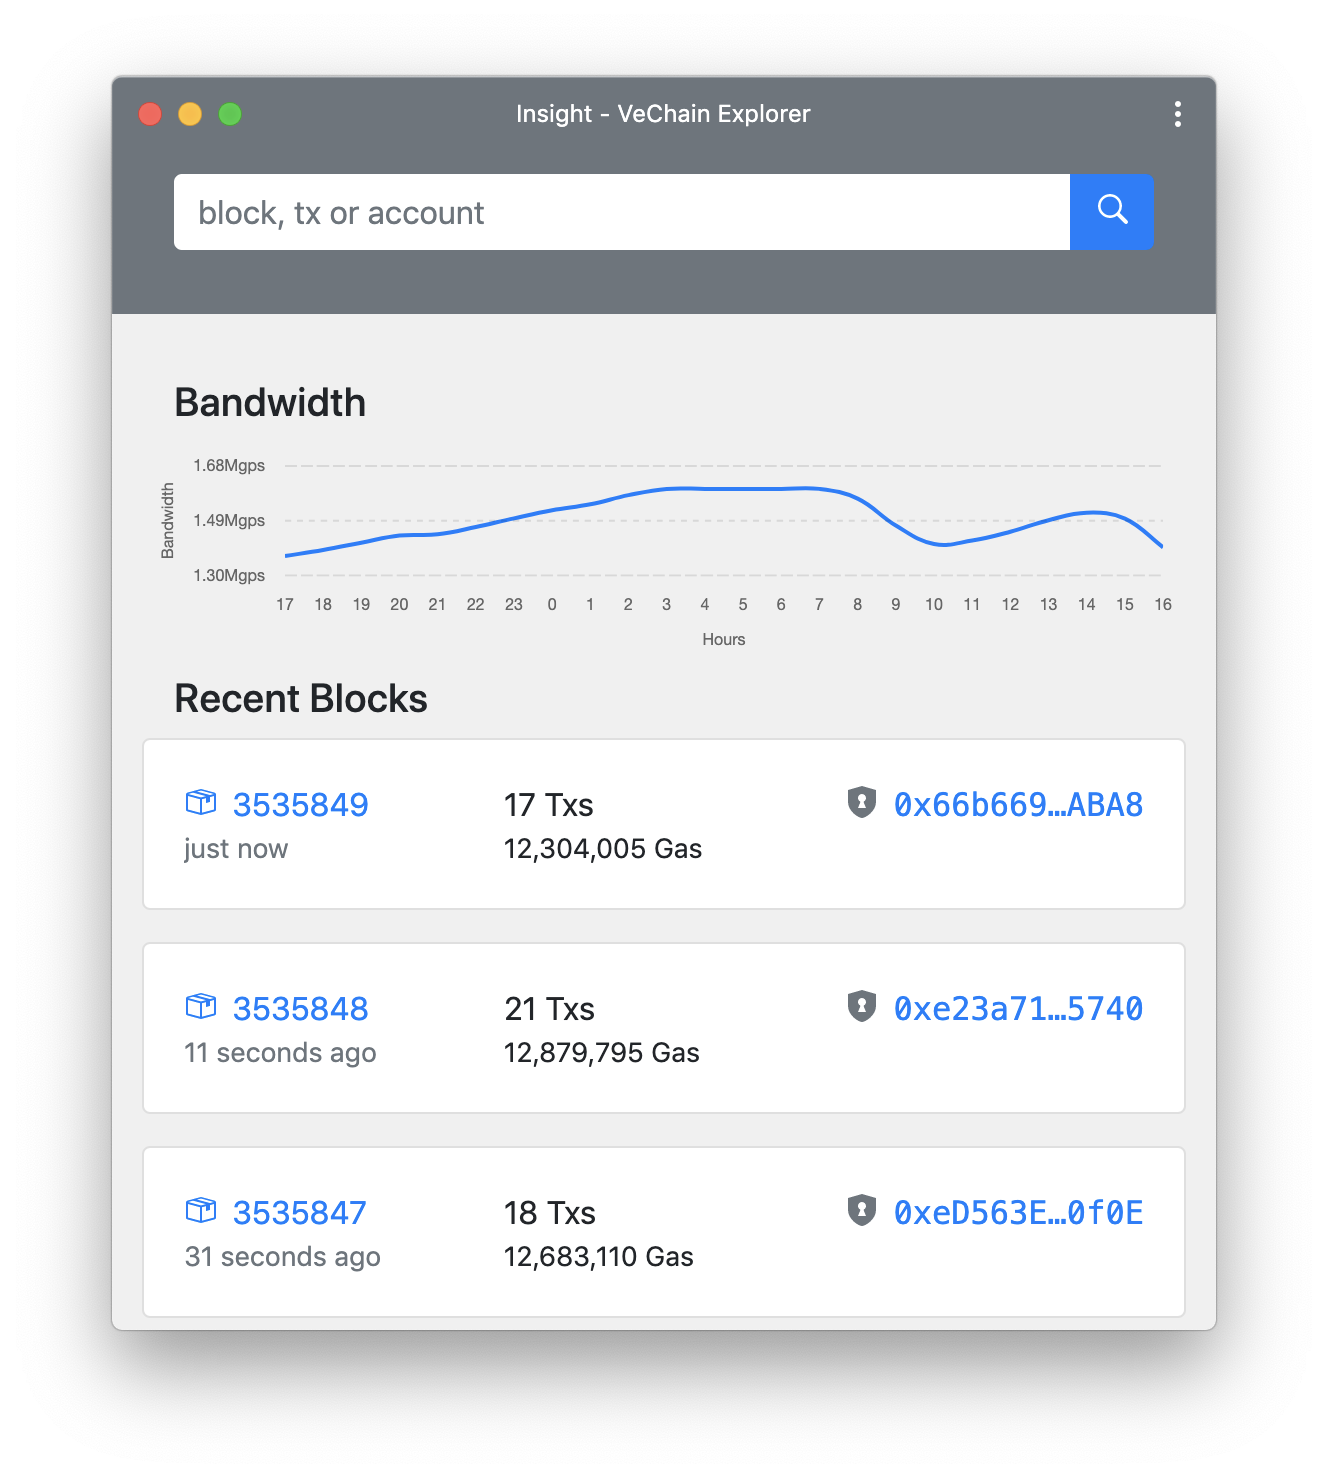 Insight - VeChain Explorer
block, tx or account
Bandwidth
1.68Mgps
1.49Mgps
1.30Mgps
Bandwidth
17 18 19 20 21 22 23 0 1 2 3 4 5 6 7 8 9 10 11 12 13 14 15 16
Hours
Recent Blocks
3535849 17 Txs 0x66b669…ABA8
just now 12,304,005 Gas
3535848 21 Txs 0xe23a71…5740
11 seconds ago 12,879,795 Gas
3535847 18 Txs 0xeD563E…0f0E
31 seconds ago 12,683,110 Gas